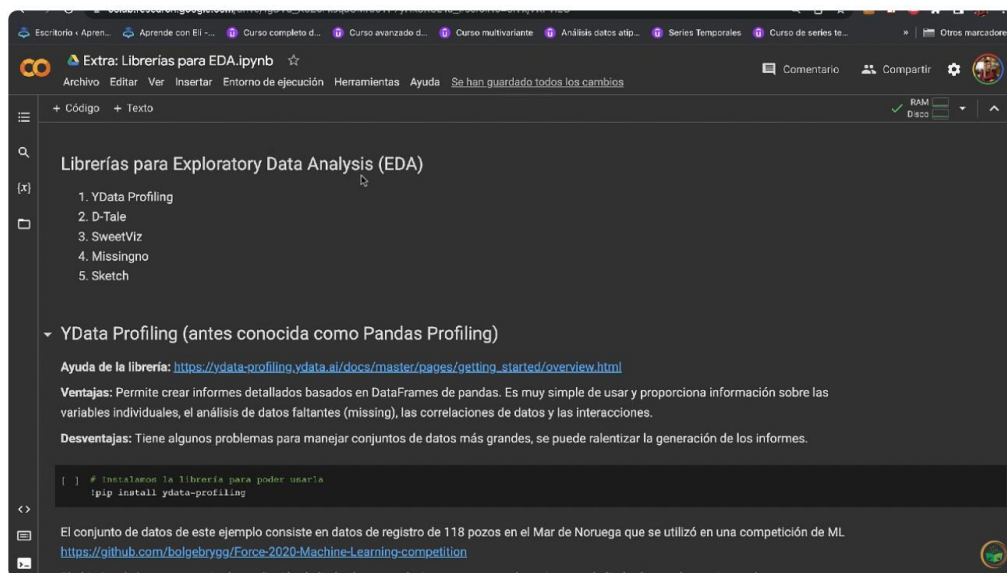 Escritorio ‹ Apren...
Aprende con Eli -...
Curso completo d...
Curso avanzado d...
Curso multivariante
Análisis datos atíp...
Series Temporales
Curso de series te...
»
Otros marcadore
CO
Extra: Librerías para EDA.ipynb
Archivo Editar Ver Insertar Entorno de ejecución Herramientas Ayuda Se han guardado todos los cambios
Comentario
Compartir
+ Código + Texto
RAM
Disco
{x}
Librerías para Exploratory Data Analysis (EDA)
1. YData Profiling
2. D-Tale
3. SweetViz
4. Missingno
5. Sketch
YData Profiling (antes conocida como Pandas Profiling)
Ayuda de la librería: https://ydata-profiling.ydata.ai/docs/master/pages/getting_started/overview.html
Ventajas: Permite crear informes detallados basados en DataFrames de pandas. Es muy simple de usar y proporciona información sobre las
variables individuales, el análisis de datos faltantes (missing), las correlaciones de datos y las interacciones.
Desventajas: Tiene algunos problemas para manejar conjuntos de datos más grandes, se puede ralentizar la generación de los informes.
[ ] # Instalamos la librería para poder usarla
!pip install ydata-profiling
El conjunto de datos de este ejemplo consiste en datos de registro de 118 pozos en el Mar de Noruega que se utilizó en una competición de ML
https://github.com/bolgebrygg/Force-2020-Machine-Learning-competition